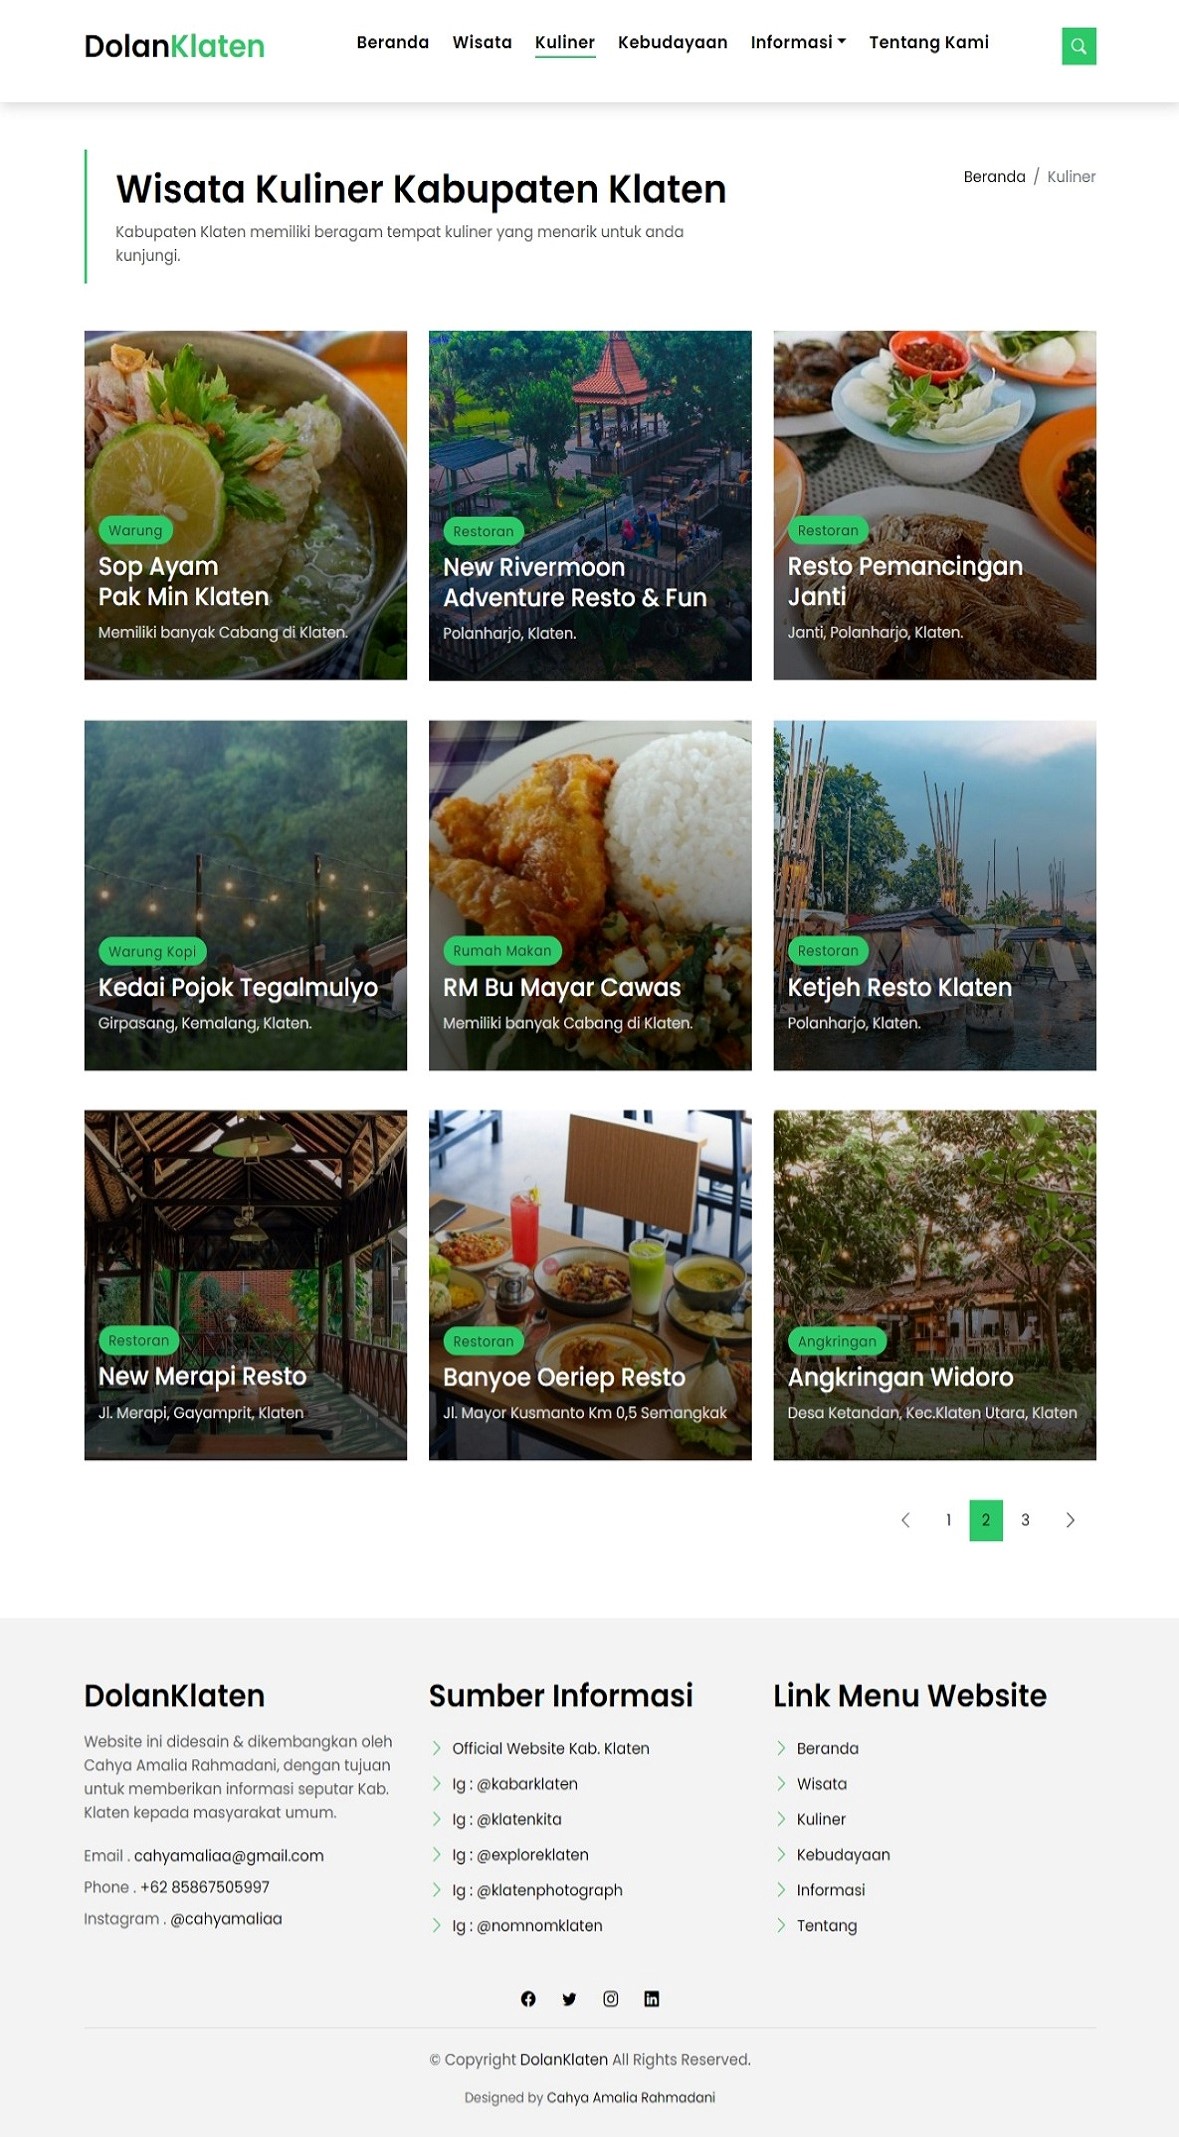 DolanKlaten
Beranda Wisata Kuliner Kebudayaan Informasi Tentang Kami
Wisata Kuliner Kabupaten Klaten
Beranda / Kuliner
Kabupaten Klaten memiliki beragam tempat kuliner yang menarik untuk anda
kunjungi.
Warung
Sop Ayam
Pak Min Klaten
Memiliki banyak Cabang di Klaten.
Restoran
New Rivermoon
Adventure Resto & Fun
Polanharjo, Klaten.
Restoran
Resto Pemancingan
Janti
Janti, Polanharjo, Klaten.
Warung Kopi
Kedai Pojok Tegalmulyo
Girpasang, Kemalang, Klaten.
Rumah Makan
RM Bu Mayar Cawas
Memiliki banyak Cabang di Klaten.
Restoran
Ketjeh Resto Klaten
Polanharjo, Klaten.
Restoran
New Merapi Resto
Jl. Merapi, Gayamprit, Klaten
Restoran
Banyoe Oeriep Resto
Jl. Mayor Kusmanto Km 0,5 Semangkak
Angkringan
Angkringan Widoro
Desa Ketandan, Kec.Klaten Utara, Klaten
1 2 3
DolanKlaten
Website ini didesain & dikembangkan oleh
Cahya Amalia Rahmadani, dengan tujuan
untuk memberikan informasi seputar Kab.
Klaten kepada masyarakat umum.
Email . cahyamaliaa@gmail.com
Phone . +62 85867505997
Instagram . @cahyamaliaa
Sumber Informasi
Official Website Kab. Klaten
Ig : @kabarklaten
Ig : @klatenkita
Ig : @exploreklaten
Ig : @klatenphotograph
Ig : @nomnomklaten
Link Menu Website
Beranda
Wisata
Kuliner
Kebudayaan
Informasi
Tentang
© Copyright DolanKlaten All Rights Reserved.
Designed by Cahya Amalia Rahmadani